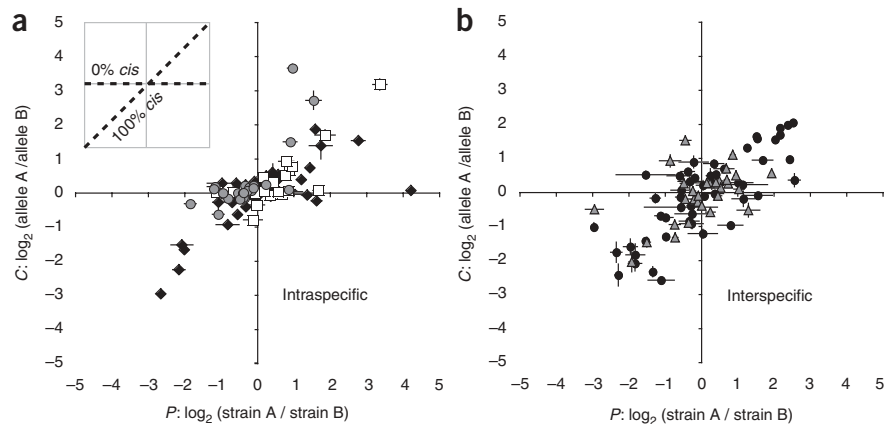 a
C: log2 (allele A /allele B)
5
4
3
2
1
0
–1
–2
–3
–4
–5
0% cis
100% cis
Intraspecific
–5 –4 –3 –2 –1 0 1 2 3 4 5
P: log2 (strain A / strain B)
b
C: log2 (allele A /allele B)
5
4
3
2
1
0
–1
–2
–3
–4
–5
Interspecific
–5 –4 –3 –2 –1 0 1 2 3 4 5
P: log2 (strain A / strain B)